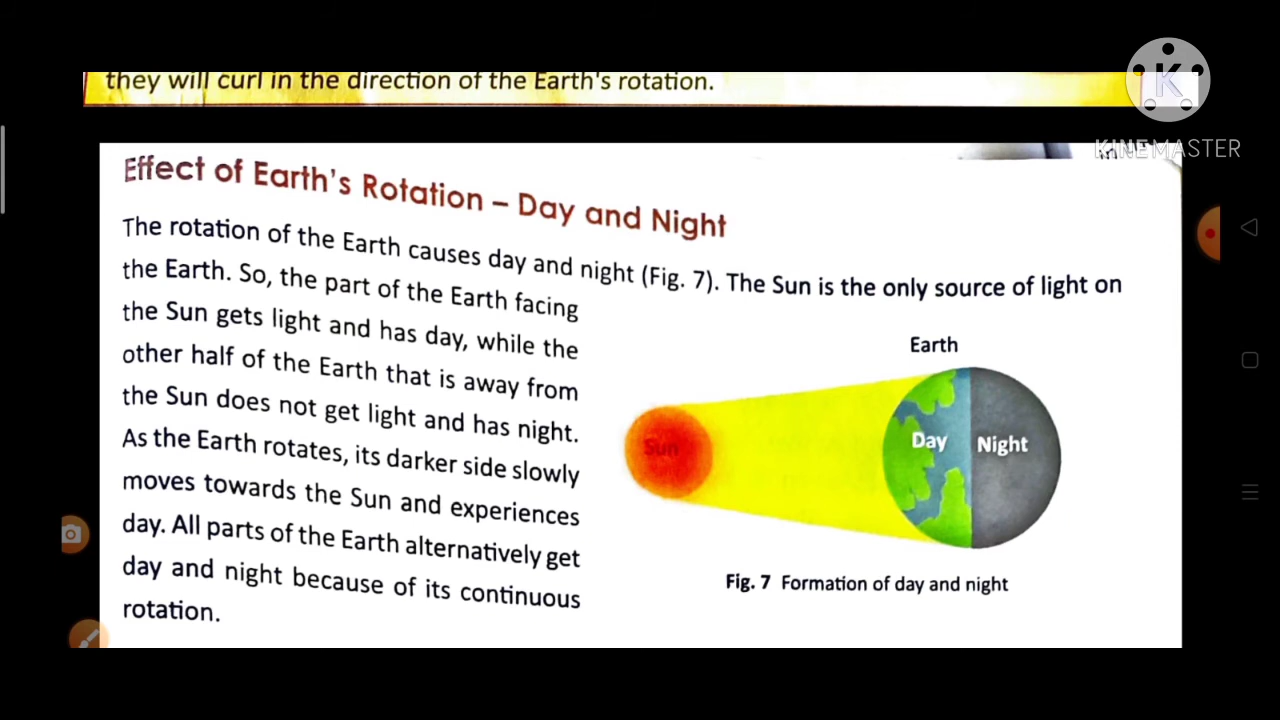 they will curl in the direction of the Earth's rotation.
K
KINEMASTER
Effect of Earth's Rotation – Day and Night
The rotation of the Earth causes day and night (Fig. 7). The Sun is the only source of light on
the Earth. So, the part of the Earth facing
the Sun gets light and has day, while the
other half of the Earth that is away from
the Sun does not get light and has night.
As the Earth rotates, its darker side slowly
moves towards the Sun and experiences
day. All parts of the Earth alternatively get
day and night because of its continuous
rotation.
Earth
Sun
Day
Night
Fig. 7 Formation of day and night